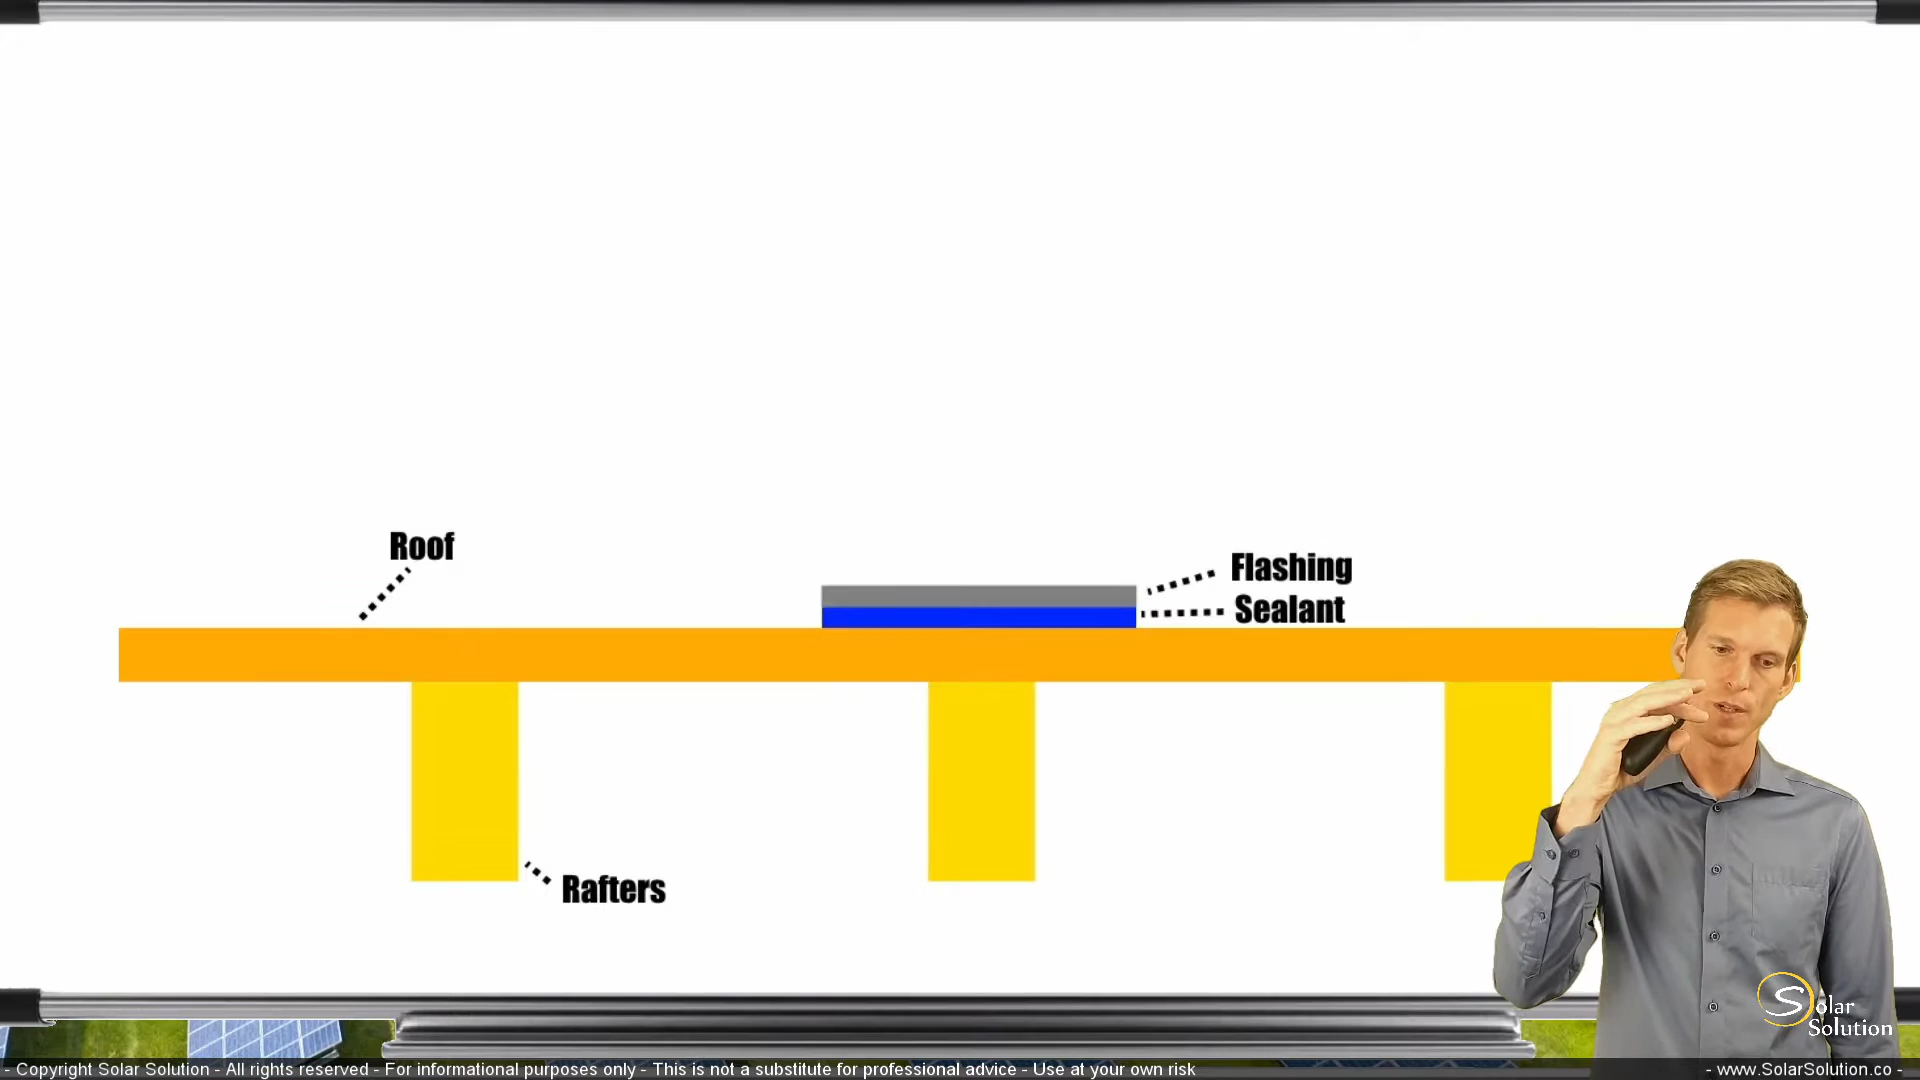 Roof
Flashing
Sealant
Rafters
Solar
Solution
- Copyright Solar Solution - All rights reserved - For informational purposes only - This is not a substitute for professional advice - Use at your own risk
- www.SolarSolution.co -